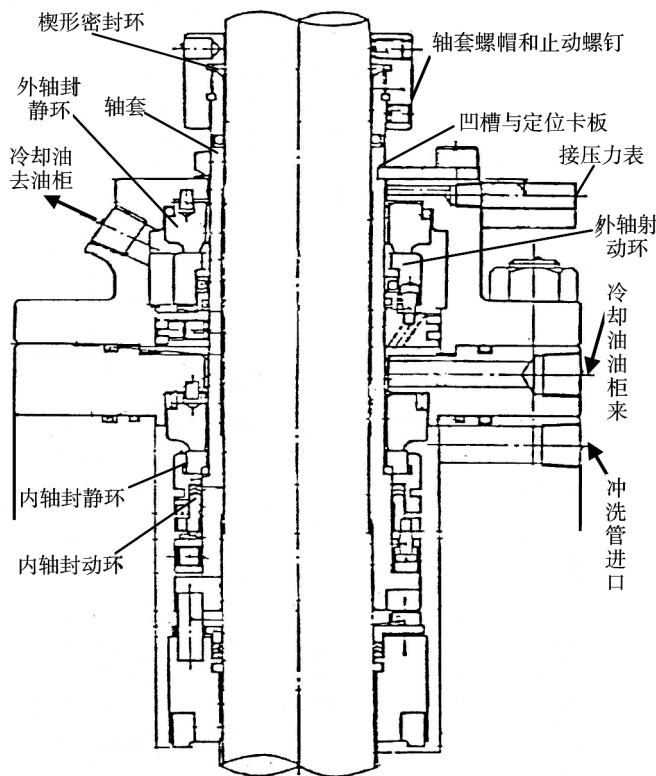 楔形密封环
轴套螺帽和止动螺钉
外轴封
静环
轴套
凹槽与定位卡板
冷却油
去油柜
接压力表
外轴射
动环
冷却油油柜来
内轴封静环
冲洗管进口
内轴封动环